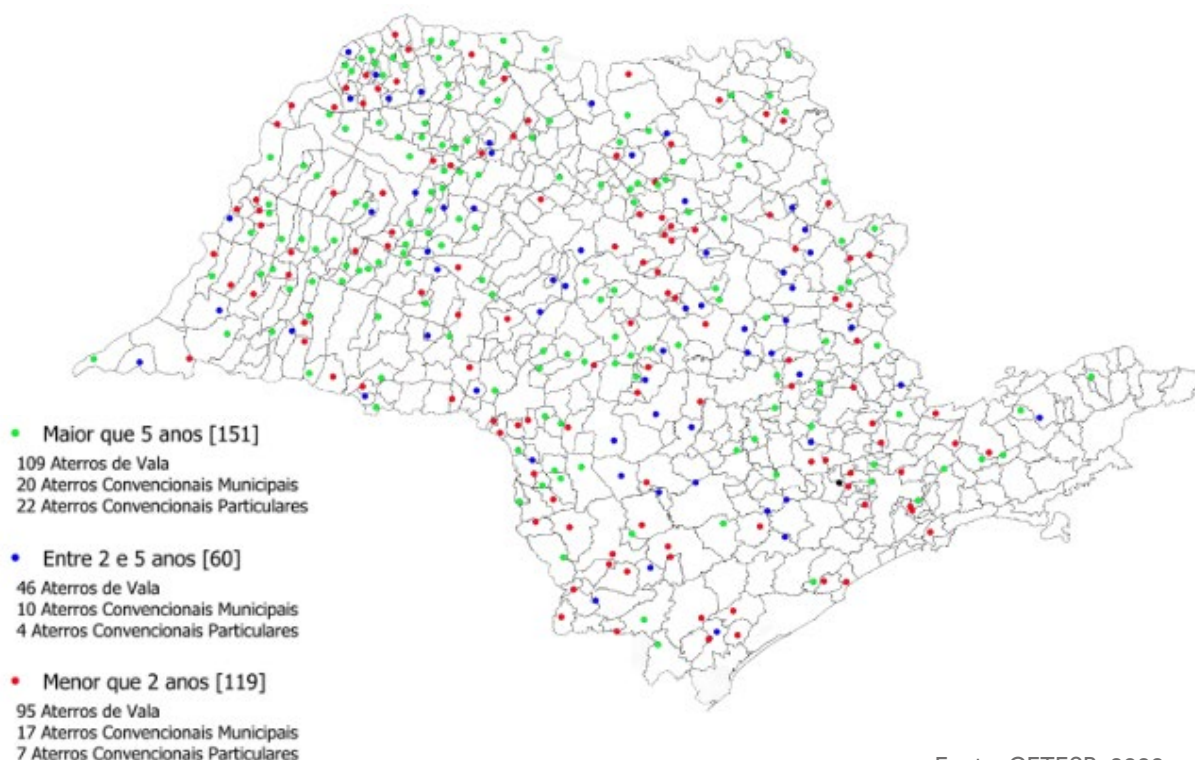 Maior que 5 anos [151]
109 Aterros de Vala
20 Aterros Convencionais Municipais
22 Aterros Convencionais Particulares
Entre 2 e 5 anos [60]
46 Aterros de Vala
10 Aterros Convencionais Municipais
4 Aterros Convencionais Particulares
Menor que 2 anos [119]
95 Aterros de Vala
17 Aterros Convencionais Municipais
7 Aterros Convencionais Particulares